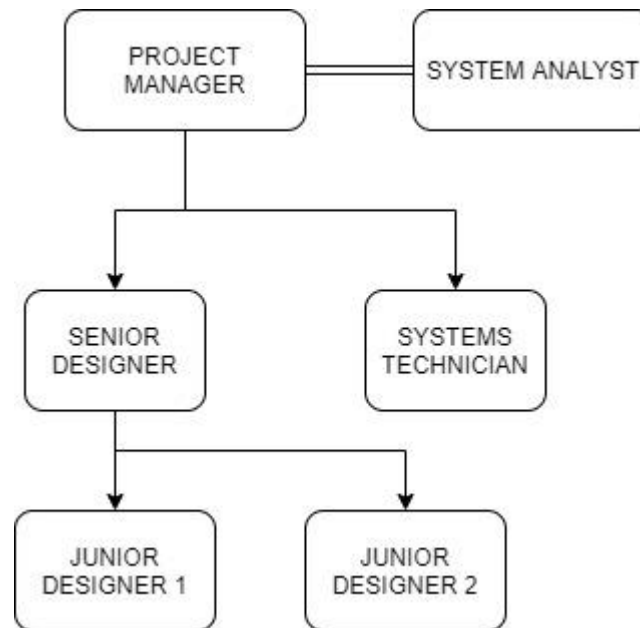 PROJECT
MANAGER
SYSTEM ANALYST
SENIOR
DESIGNER
SYSTEMS
TECHNICIAN
JUNIOR
DESIGNER 1
JUNIOR
DESIGNER 2